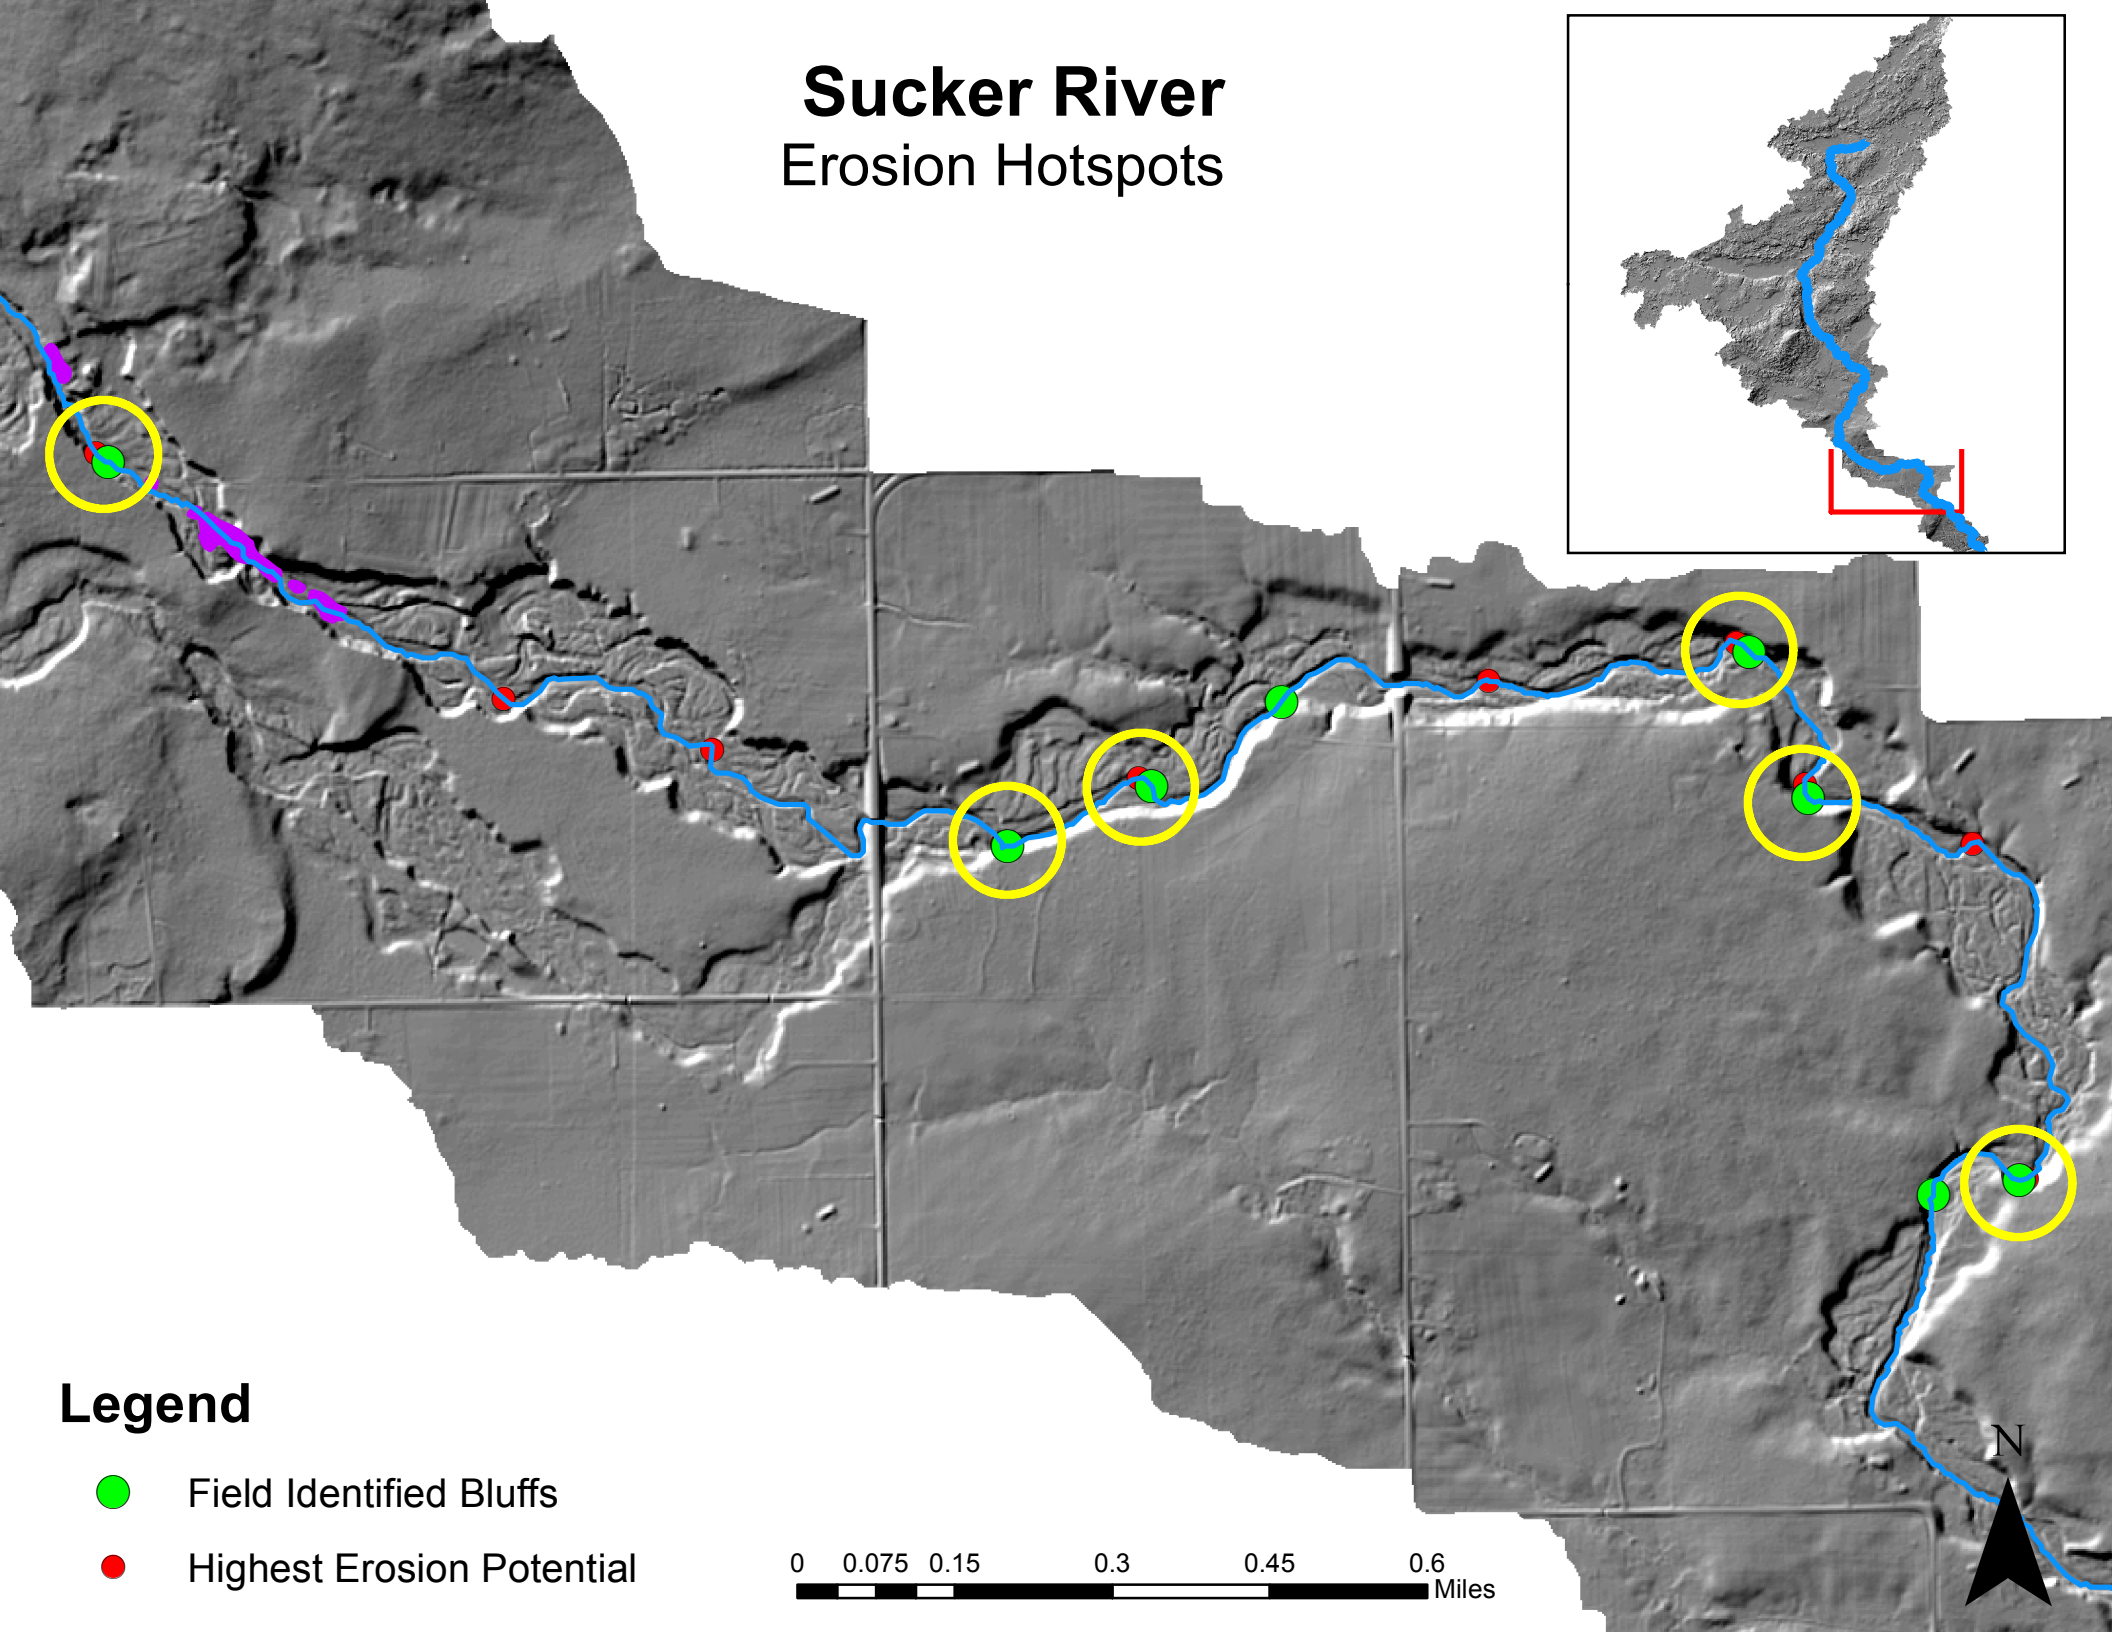 Sucker River
Erosion Hotspots
Legend
Field Identified Bluffs
Highest Erosion Potential
0 0.075 0.15 0.3 0.45 0.6
Miles
N